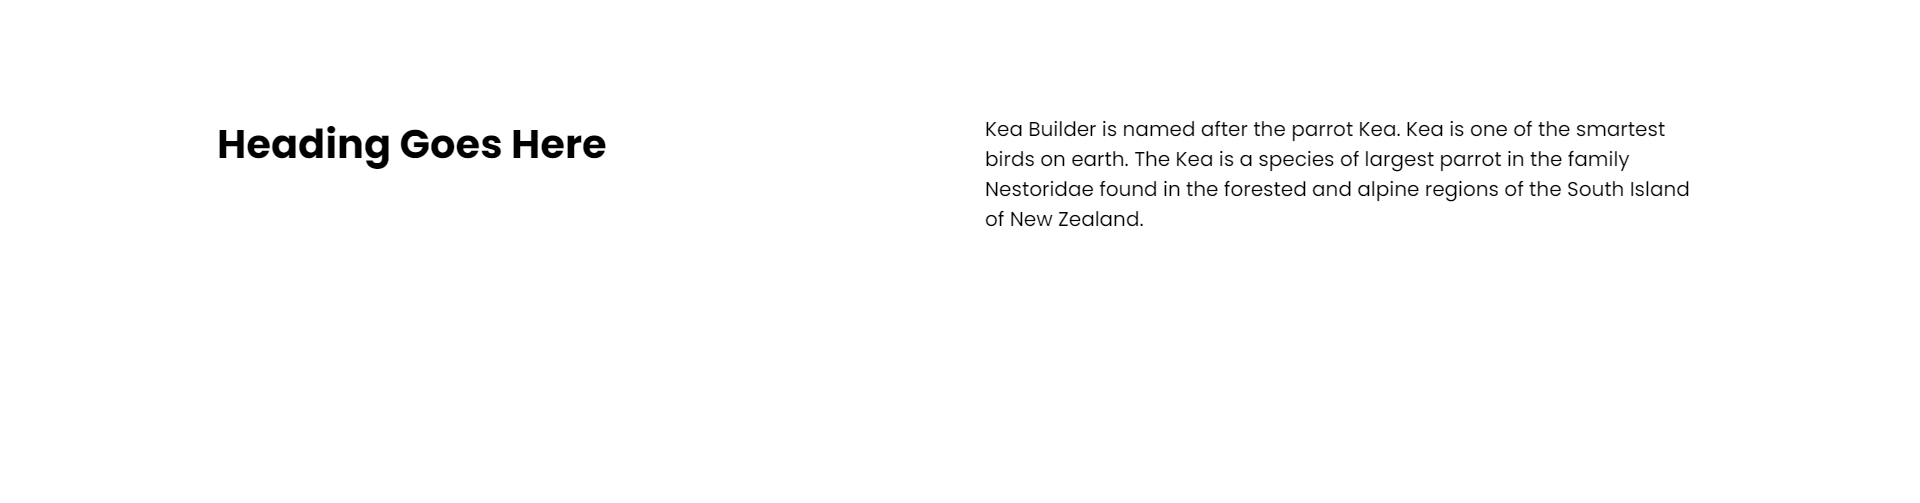 Heading Goes Here
Kea Builder is named after the parrot Kea. Kea is one of the smartest
birds on earth. The Kea is a species of largest parrot in the family
Nestoridae found in the forested and alpine regions of the South Island
of New Zealand.